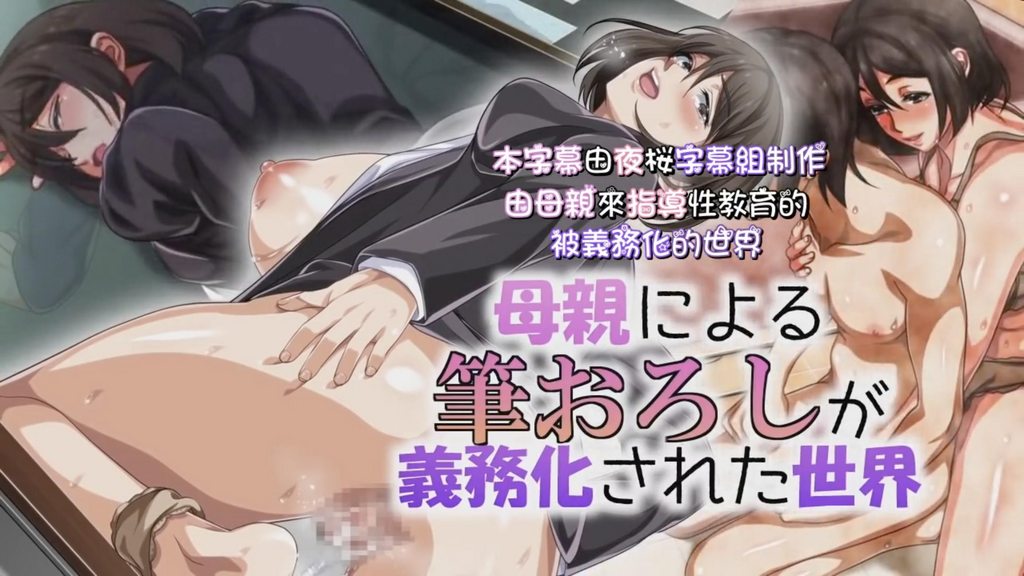 本字幕由夜桜字幕組制作
由母親來指導性教育的
被義務化的世界
母親による
筆おろしが
義務化された世界